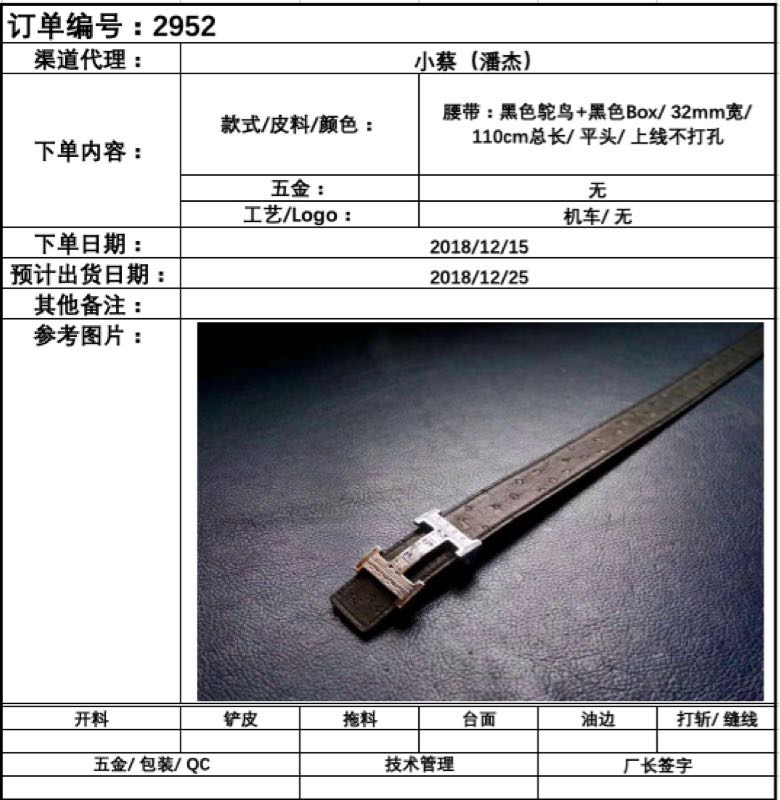 订单编号：2952
渠道代理：
小蔡（潘杰）
下单内容：
款式/皮料/颜色：
腰带：黑色鸵鸟+黑色Box/ 32mm宽/
110cm总长/ 平头/ 上线不打孔
五金：
无
工艺/Logo：
机车/ 无
下单日期：
2018/12/15
预计出货日期：
2018/12/25
其他备注：
参考图片：
开料
铲皮
拖料
台面
油边
打斩/ 缝线
五金/ 包装/ QC
技术管理
厂长签字